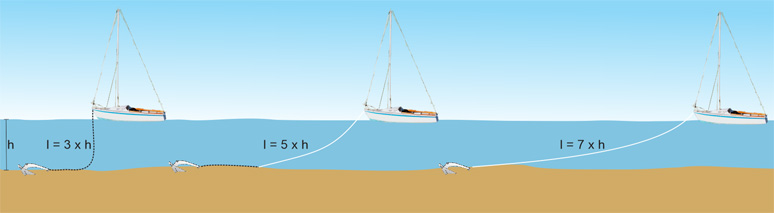 h
l = 3 x h
l = 5 x h
l = 7 x h